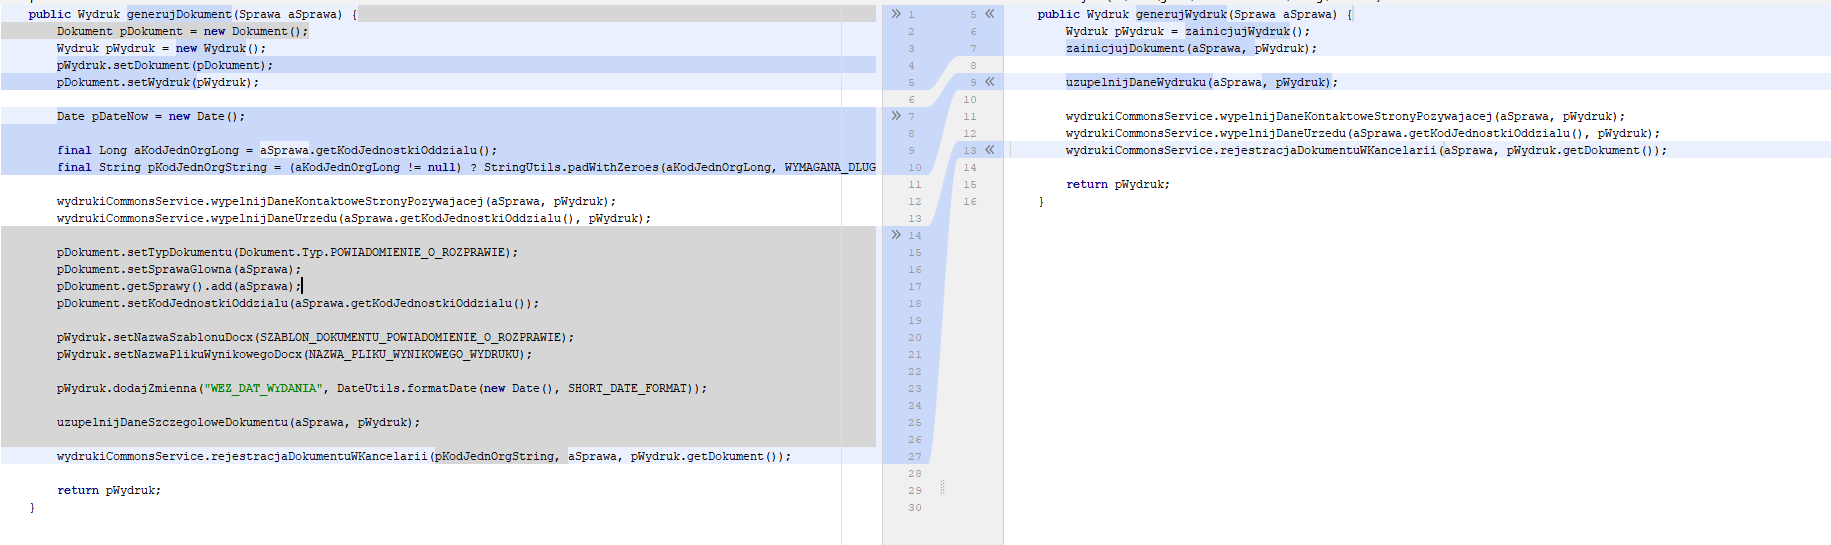 public Wydruk generujDokument(Sprawa aSprawa) {
Dokument pDokument = new Dokument();
Wydruk pWydruk = new Wydruk();
pWydruk.setDokument(pDokument);
pDokument.setWydruk(pWydruk);
Date pDateNow = new Date();
final Long aKodJednOrgLong = aSprawa.getKodJednostkiOddzialu();
final String pKodJednOrgString = (aKodJednOrgLong != null) ? StringUtils.padWithZeroes(aKodJednOrgLong, WYMAGANA_DLUG
wydrukiCommonsService.wypelnijDaneKontaktoweStronyPozywajacej(aSprawa, pWydruk);
wydrukiCommonsService.wypelnijDaneUrzedu(aSprawa.getKodJednostkiOddzialu(), pWydruk);
pDokument.setTypDokumentu(Dokument.Typ.POWIADOMIENIE_O_ROZPRAWIE);
pDokument.setSprawaGlowna(aSprawa);
pDokument.getSprawy().add(aSprawa);
pDokument.setKodJednostkiOddzialu(aSprawa.getKodJednostkiOddzialu());
pWydruk.setNazwaSzablonuDocx(SZABLON_DOKUMENTU_POWIADOMIENIE_O_ROZPRAWIE);
pWydruk.setNazwaPlikuWynikowegoDocx(NAZWA_PLIKU_WYNIKOWEGO_WYDRUKU);
pWydruk.dodajZmienna("WEZ_DAT_WYDANIA", DateUtils.formatDate(new Date(), SHORT_DATE_FORMAT));
uzupelnijDaneSzczegoloweDokumentu(aSprawa, pWydruk);
wydrukiCommonsService.rejestracjaDokumentuWKancelarii(pKodJednOrgString, aSprawa, pWydruk.getDokument());
return pWydruk;
}
» 1 5 «
2 6
3 7
4 8
5 9 «
6 10
» 7 11
8 12
9 13 «
10 14
11 15
12 16
13
» 14
15
16
17
18
19
20
21
22
23
24
25
26
27
28
29
30
public Wydruk generujWydruk(Sprawa aSprawa) {
Wydruk pWydruk = zainicjujWydruk();
zainicjujDokument(aSprawa, pWydruk);
uzupelnijDaneWydruku(aSprawa, pWydruk);
wydrukiCommonsService.wypelnijDaneKontaktoweStronyPozywajacej(aSprawa, pWydruk);
wydrukiCommonsService.wypelnijDaneUrzedu(aSprawa.getKodJednostkiOddzialu(), pWydruk);
wydrukiCommonsService.rejestracjaDokumentuWKancelarii(aSprawa, pWydruk.getDokument());
return pWydruk;
}